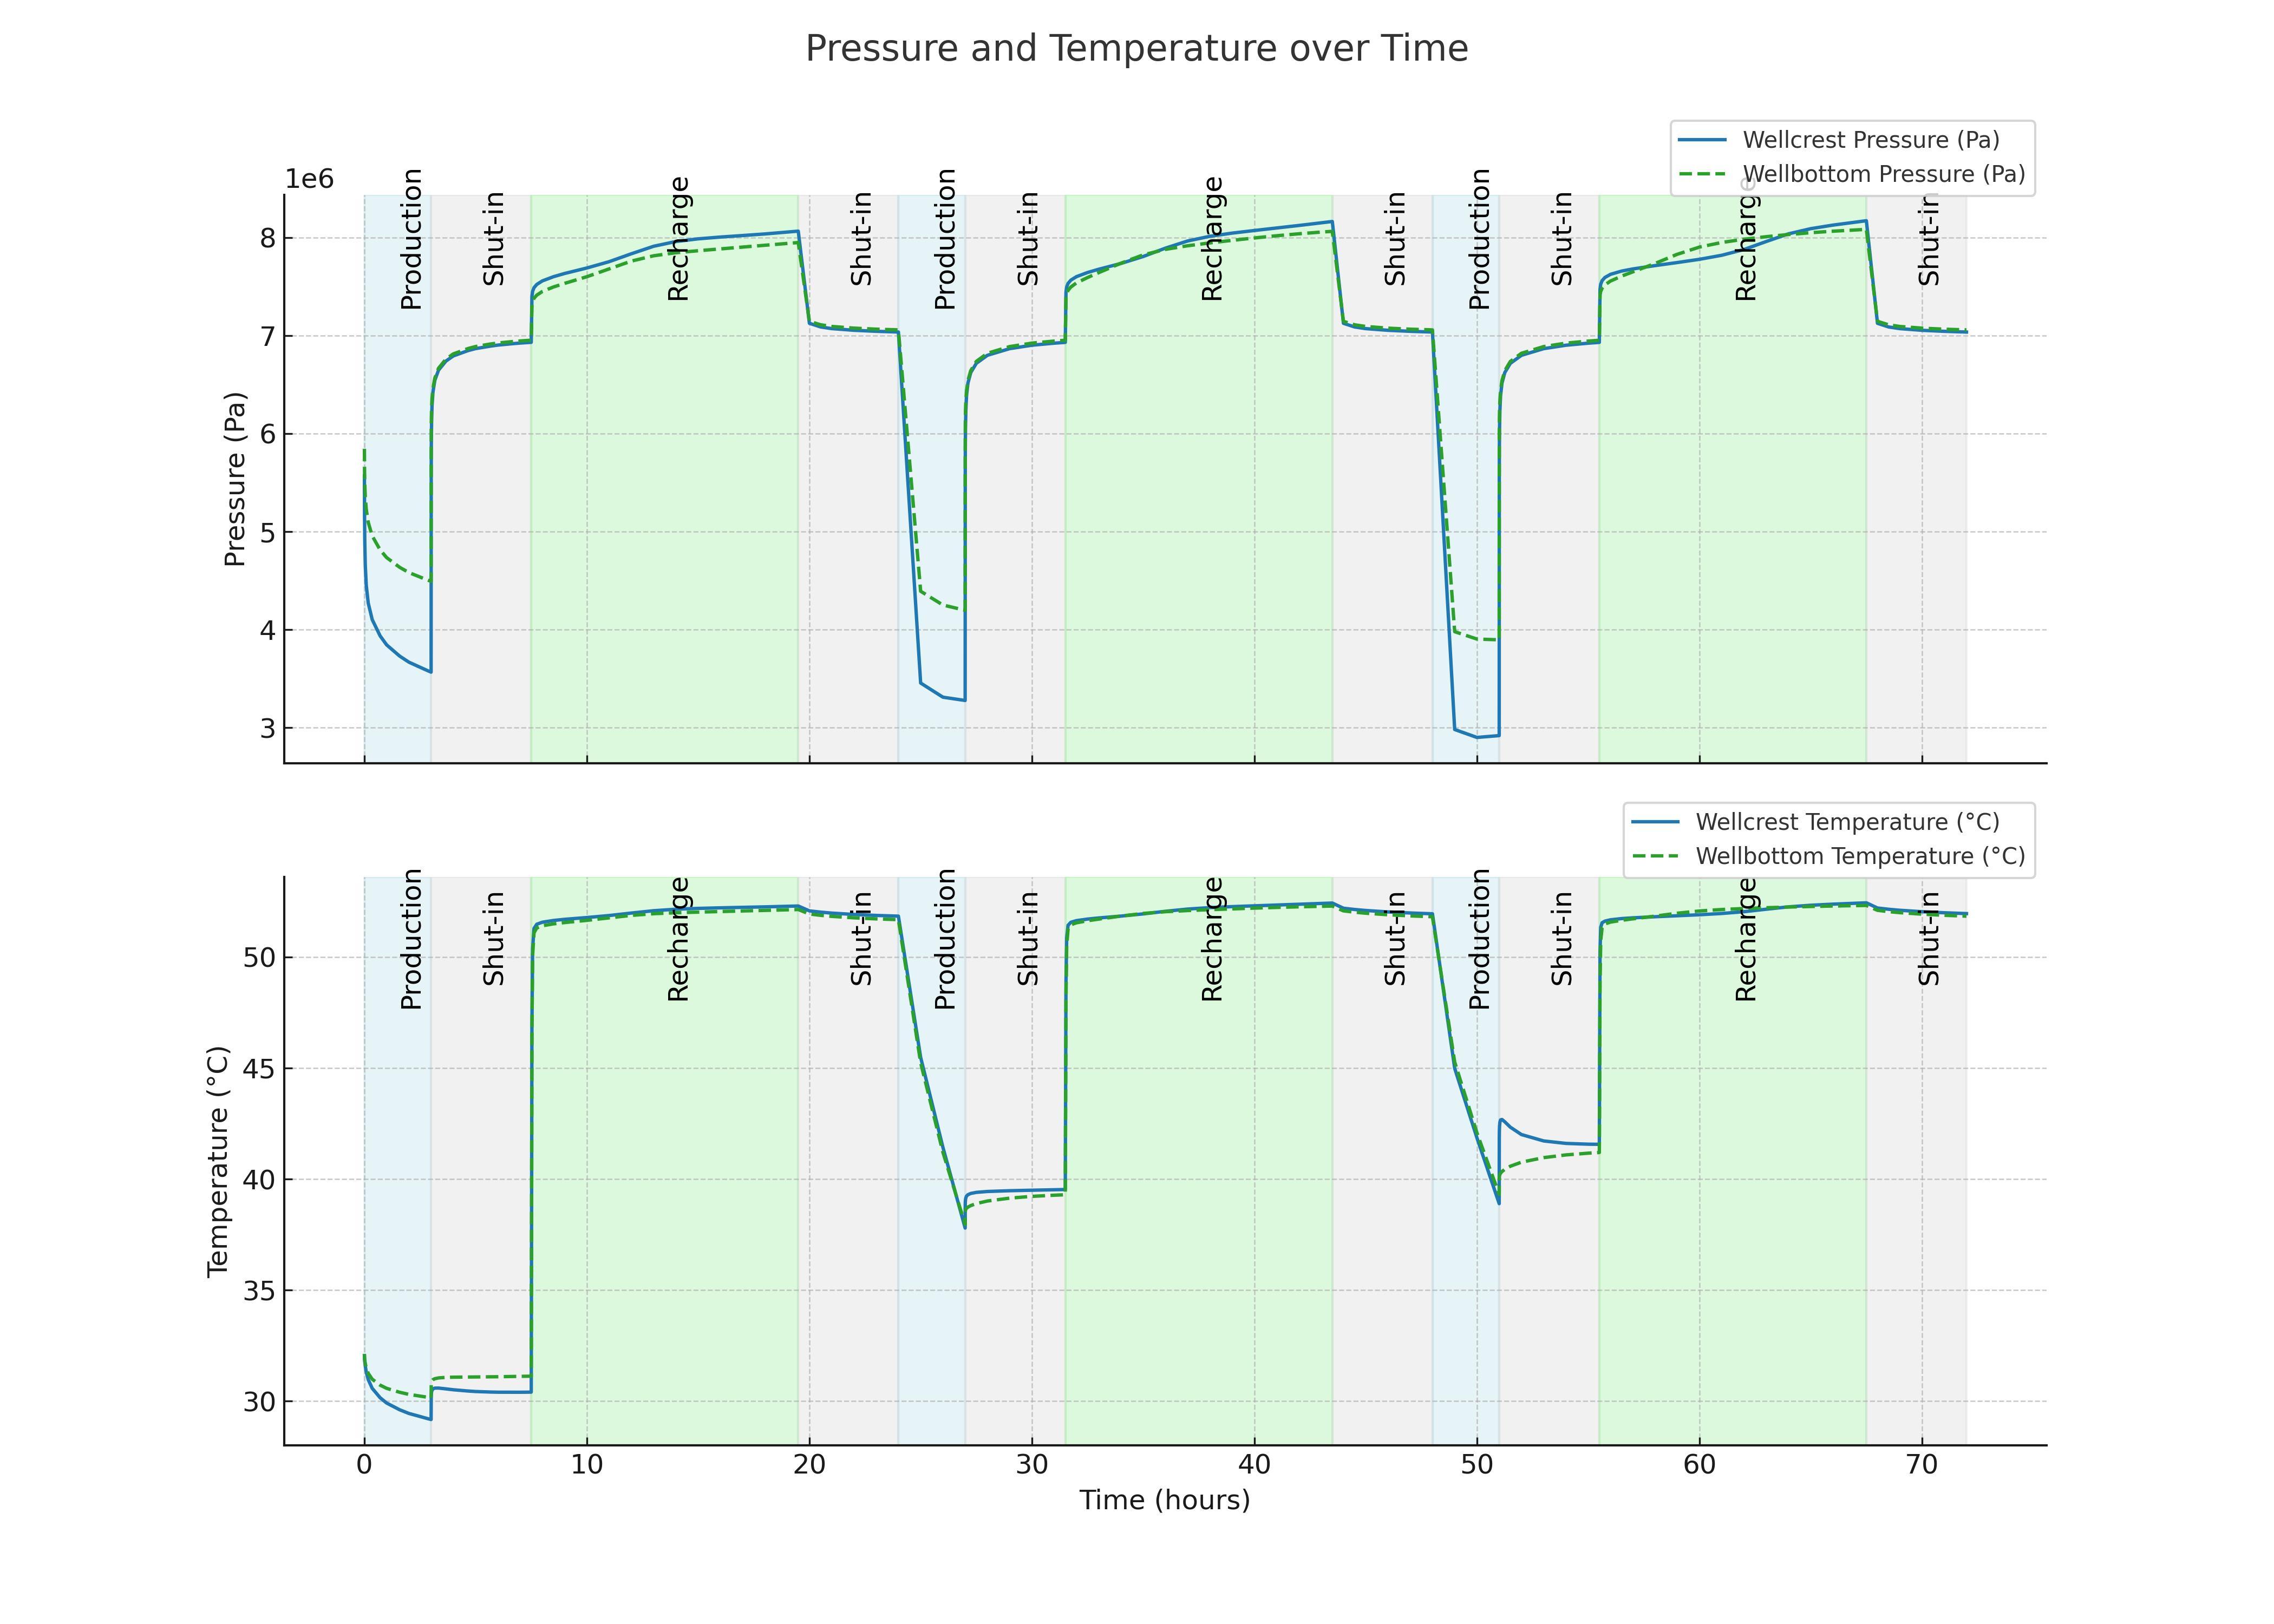 Pressure and Temperature over Time
Wellcrest Pressure (Pa)
Wellbottom Pressure (Pa)
1e6
Production
Shut-in
Recharge
Shut-in
Production
Shut-in
Recharge
Shut-in
Production
Shut-in
Recharge
Shut-in
8
7
6
5
4
3
Pressure (Pa)
Wellcrest Temperature (°C)
Wellbottom Temperature (°C)
Production
Shut-in
Recharge
Shut-in
Production
Shut-in
Recharge
Shut-in
Production
Shut-in
Recharge
Shut-in
50
45
40
35
30
Temperature (°C)
0 10 20 30 40 50 60 70
Time (hours)